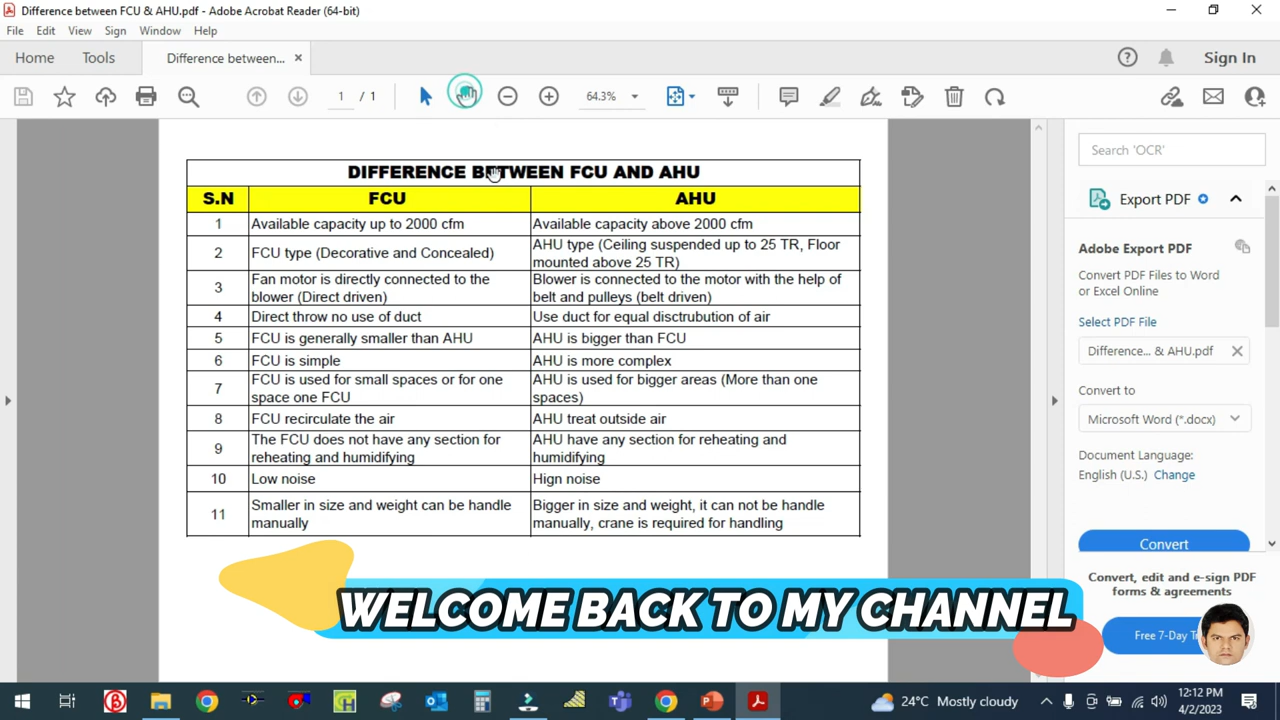 Difference between FCU & AHU.pdf - Adobe Acrobat Reader (64-bit)
File Edit View Sign Window Help
Home Tools Difference between... Sign In
1 / 1 64.3%
DIFFERENCE BETWEEN FCU AND AHU
S.N FCU AHU
1 Available capacity up to 2000 cfm Available capacity above 2000 cfm
2 FCU type (Decorative and Concealed) AHU type (Ceiling suspended up to 25 TR, Floor
mounted above 25 TR)
3 Fan motor is directly connected to the Blower is connected to the motor with the help of
blower (Direct driven) belt and pulleys (belt driven)
4 Direct throw no use of duct Use duct for equal disctrubution of air
5 FCU is generally smaller than AHU AHU is bigger than FCU
6 FCU is simple AHU is more complex
7 FCU is used for small spaces or for one AHU is used for bigger areas (More than one
space one FCU spaces)
8 FCU recirculate the air AHU treat outside air
9 The FCU does not have any section for AHU have any section for reheating and
reheating and humidifying humidifying
10 Low noise Hign noise
11 Smaller in size and weight can be handle Bigger in size and weight, it can not be handle
manually manually, crane is required for handling
WELCOME BACK TO MY CHANNEL
Search 'OCR'
Export PDF
Adobe Export PDF
Convert PDF Files to Word
or Excel Online
Select PDF File
Difference ... & AHU.pdf
Convert to
Microsoft Word (*.docx)
Document Language:
English (U.S.) Change
Convert
Convert, edit and e-sign PDF
forms & agreements
Free 7-Day
24°C Mostly cloudy
12:12 PM
4/2/2023